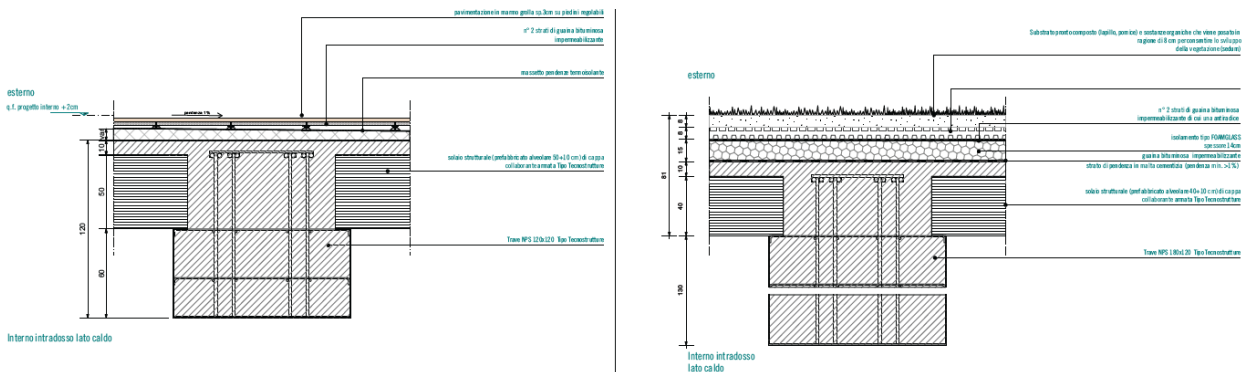 pavimentazione in marmo grolla sp.3cm su piedini regolabili
n° 2 strati di guaina bituminosa
impermeabilizzante
massetto pendenze termoisolante
esterno
q.f. progetto interno +2cm
pendenza 1%
10
50
120
60
solaio strutturale (prefabbricato alveolare 50+10 cm) di cappa
collaborante armata Tipo Tecnostrutture
Trave NPS 120x120 Tipo Tecnostrutture
Interno intradosso lato caldo
Substrato pronto composto (lapillo, pomice) e sostanze organiche che viene posato in
ragione di 8 cm per consentire lo sviluppo
della vegetazione (sedum)
esterno
n° 2 strati di guaina bituminosa
impermeabilizzante di cui una antiradice
isolamento tipo FOAMGLASS
spessore 14cm
guaina bituminosa impermeabilizzante
strato di pendenza in malta cementizia (pendenza min. >1%)
8
8
15
10
81
40
130
solaio strutturale (prefabbricato alveolare 40+10 cm) di cappa
collaborante armata Tipo Tecnostrutture
Trave NPS 180x120 Tipo Tecnostrutture
Interno intradosso
lato caldo